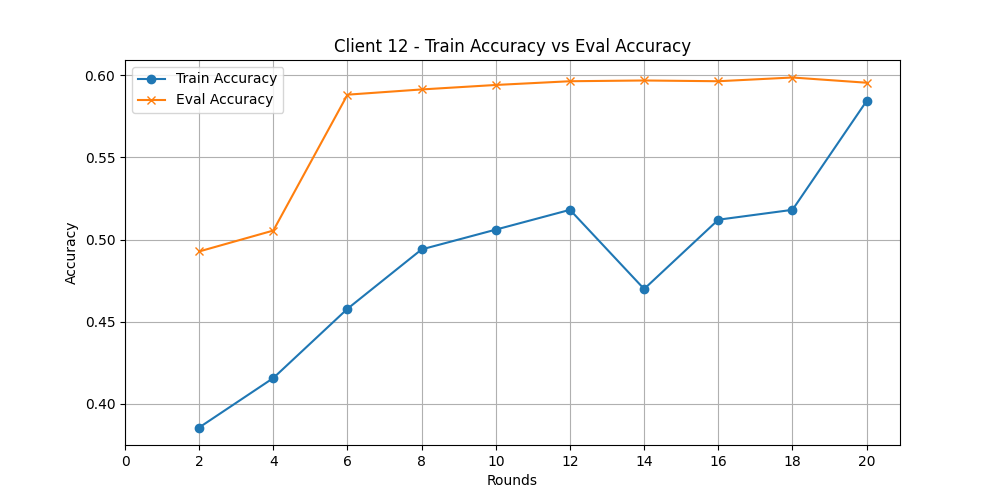 Client 12 - Train Accuracy vs Eval Accuracy
Train Accuracy
Eval Accuracy
0.60
0.55
0.50
0.45
0.40
Accuracy
0 2 4 6 8 10 12 14 16 18 20
Rounds